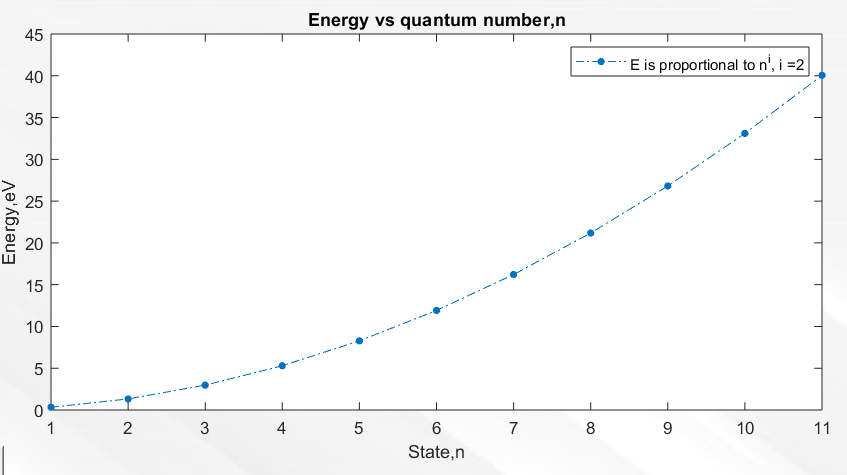 Energy vs quantum number,n
E is proportional to nⁱ, i =2
45
40
35
30
25
20
15
10
5
0
Energy,eV
1 2 3 4 5 6 7 8 9 10 11
State,n